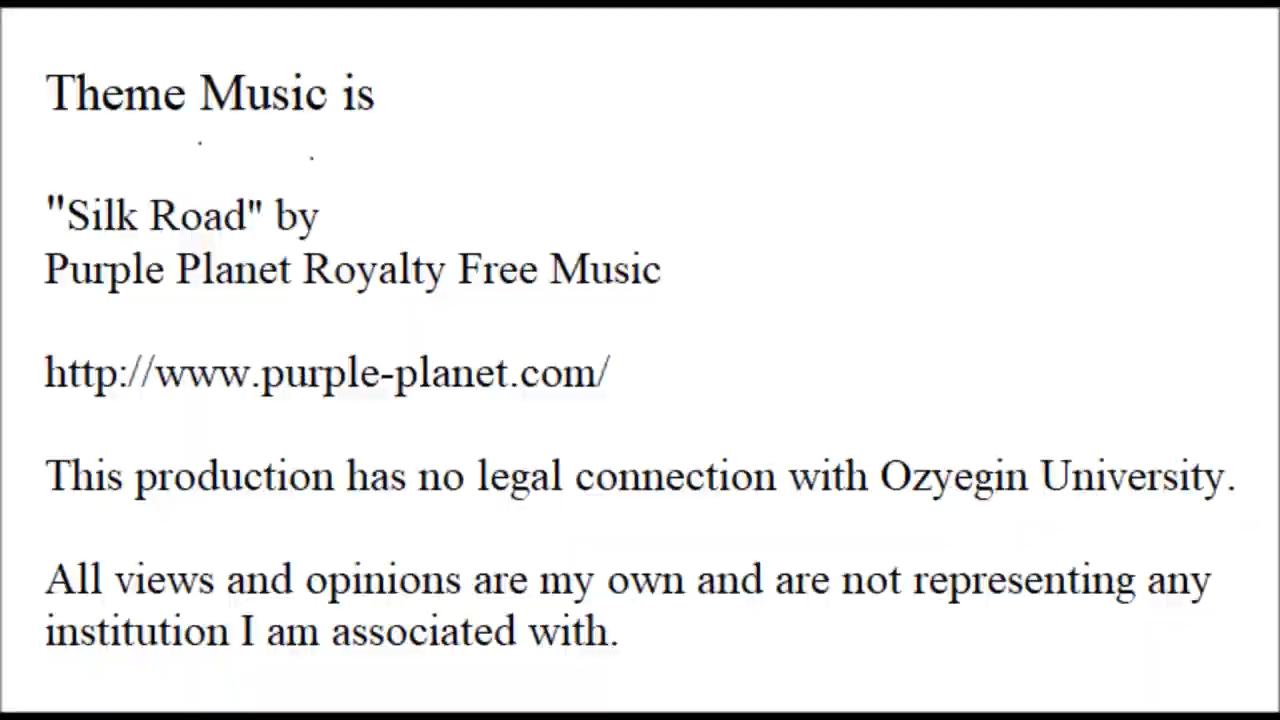 Theme Music is
"Silk Road" by
Purple Planet Royalty Free Music
http://www.purple-planet.com/
This production has no legal connection with Ozyegin University.
All views and opinions are my own and are not representing any
institution I am associated with.